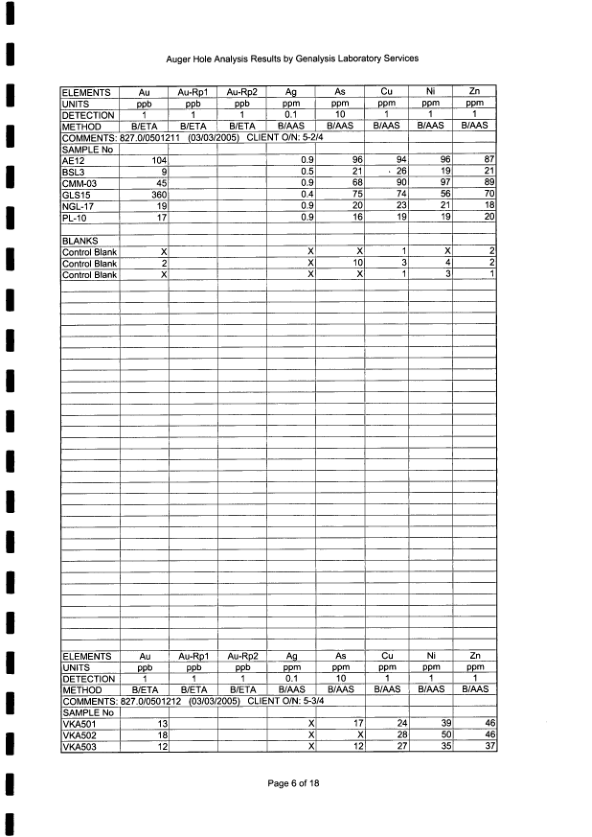 Auger Hole Analysis Results by Genalysis Laboratory Services
ELEMENTS Au Au-Rp1 Au-Rp2 Ag As Cu Ni Zn
UNITS ppb ppb ppb ppm ppm ppm ppm ppm
DETECTION 1 1 1 0.1 10 1 1 1
METHOD B/ETA B/ETA B/ETA B/AAS B/AAS B/AAS B/AAS B/AAS
COMMENTS: 827.0/0501211 (03/03/2005) CLIENT O/N: 5-2/4
SAMPLE No
AE12 104 0.9 96 94 96 87
BSL3 9 0.5 21 26 19 21
CMM-03 45 0.9 68 90 97 89
GLS15 360 0.4 75 74 56 70
NGL-17 19 0.9 20 23 21 18
PL-10 17 0.9 16 19 19 20
BLANKS
Control Blank X X X 1 X 2
Control Blank 2 X 10 3 4 2
Control Blank X X X 1 3 1
ELEMENTS Au Au-Rp1 Au-Rp2 Ag As Cu Ni Zn
UNITS ppb ppb ppb ppm ppm ppm ppm ppm
DETECTION 1 1 1 0.1 10 1 1 1
METHOD B/ETA B/ETA B/ETA B/AAS B/AAS B/AAS B/AAS B/AAS
COMMENTS: 827.0/0501212 (03/03/2005) CLIENT O/N: 5-3/4
SAMPLE No
VKA501 13 X 17 24 39 46
VKA502 18 X X 28 50 46
VKA503 12 X 12 27 35 37
Page 6 of 18